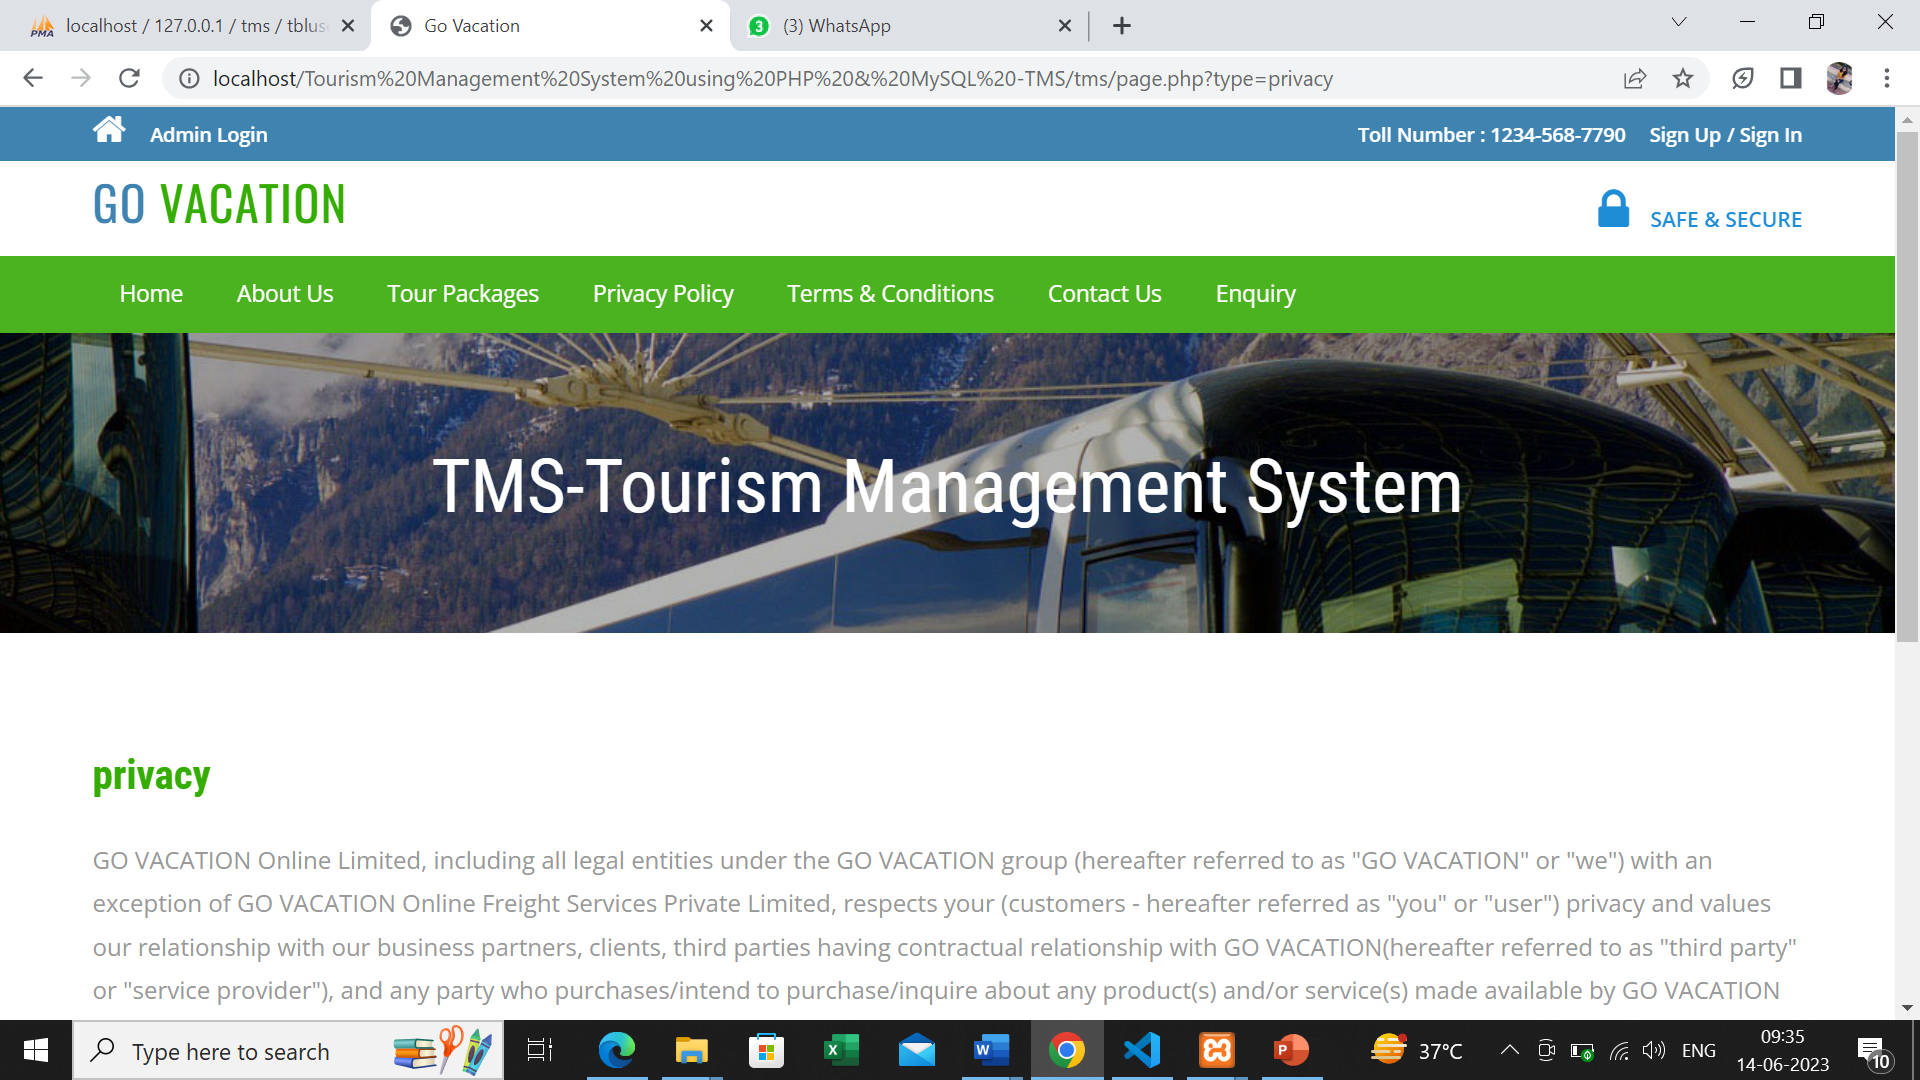 localhost / 127.0.0.1 / tms / tblus
Go Vacation
(3) WhatsApp
localhost/Tourism%20Management%20System%20using%20PHP%20&%20MySQL%20-TMS/tms/page.php?type=privacy
Admin Login
Toll Number : 1234-568-7790
Sign Up / Sign In
GO VACATION
SAFE & SECURE
Home
About Us
Tour Packages
Privacy Policy
Terms & Conditions
Contact Us
Enquiry
TMS-Tourism Management System
privacy
GO VACATION Online Limited, including all legal entities under the GO VACATION group (hereafter referred to as "GO VACATION" or "we") with an
exception of GO VACATION Online Freight Services Private Limited, respects your (customers - hereafter referred as "you" or "user") privacy and values
our relationship with our business partners, clients, third parties having contractual relationship with GO VACATION(hereafter referred to as "third party"
or "service provider"), and any party who purchases/intend to purchase/inquire about any product(s) and/or service(s) made available by GO VACATION
Type here to search
37°C
ENG
09:35
14-06-2023
10